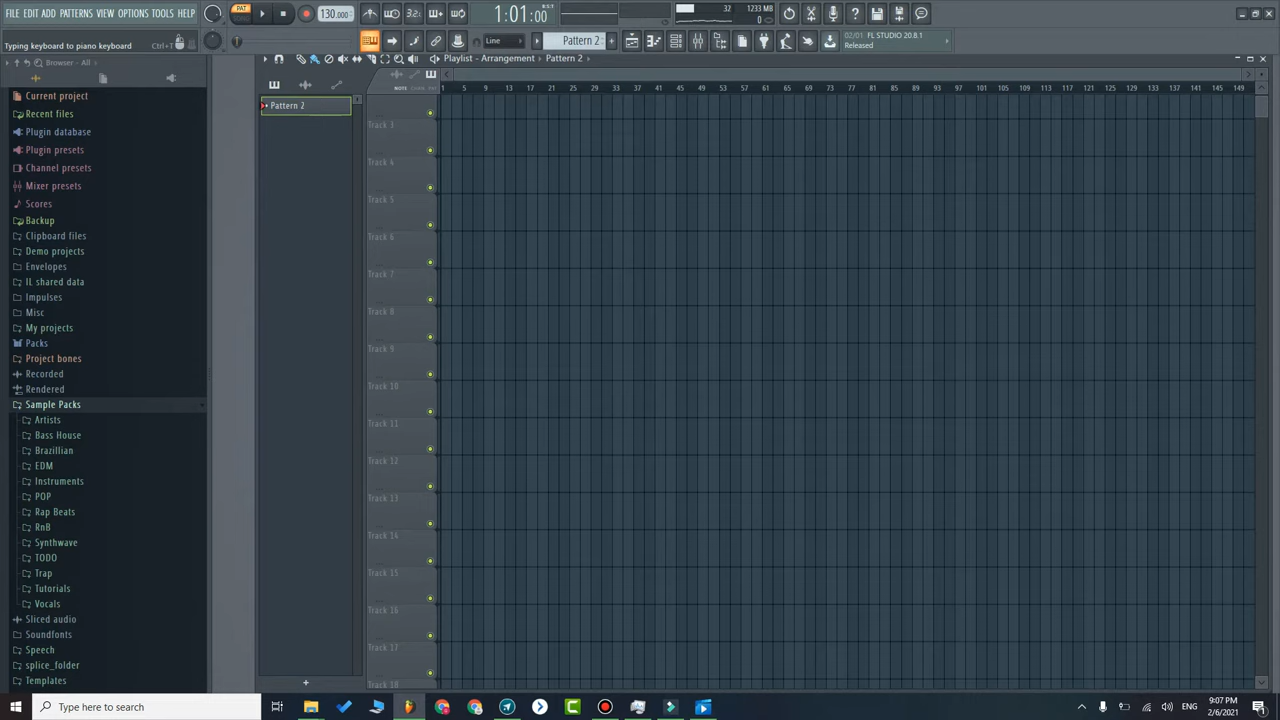 FILE EDIT ADD PATTERNS VIEW OPTIONS TOOLS HELP
PAT
130.000
3.2.
1:01:00
32
1233 MB
0
Typing keyboard to piano keyboard
Ctrl+T
Line
Pattern 2
02/01 FL STUDIO 20.8.1
Released
Browser - All
Playlist - Arrangement
Pattern 2
1 5 9 13 17 21 25 29 33 37 41 45 49 53 57 61 65 69 73 77 81 85 89 93 97 101 105 109 113 117 121 125 129 133 137 141 145 149
Pattern 2
Current project
Recent files
Plugin database
Plugin presets
Channel presets
Mixer presets
Scores
Backup
Clipboard files
Demo projects
Envelopes
IL shared data
Impulses
Misc
My projects
Packs
Project bones
Recorded
Rendered
Sample Packs
Artists
Bass House
Brazillian
EDM
Instruments
POP
Rap Beats
RnB
Synthwave
TODO
Trap
Tutorials
Vocals
Sliced audio
Soundfonts
Speech
splice_folder
Templates
Track 3
Track 4
Track 5
Track 6
Track 7
Track 8
Track 9
Track 10
Track 11
Track 12
Track 13
Track 14
Track 15
Track 16
Track 17
Track 18
Type here to search
ENG
9:07 PM
2/6/2021